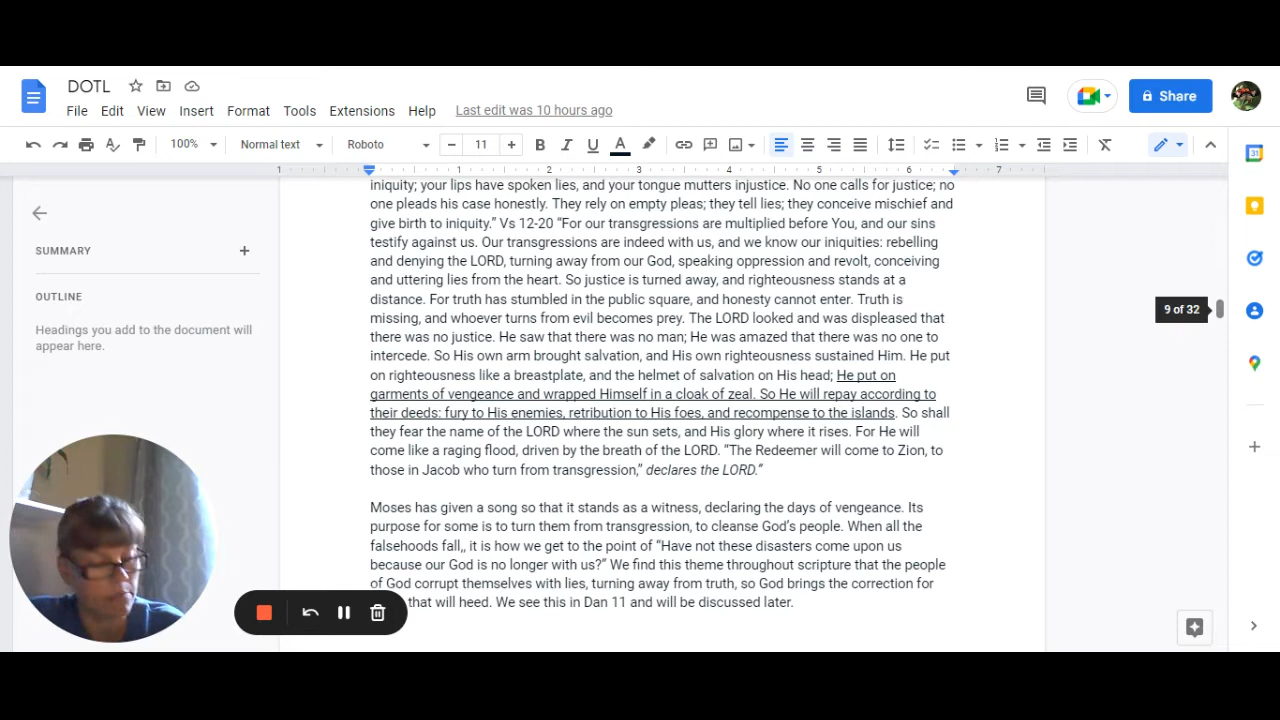 DOTL
File Edit View Insert Format Tools Extensions Help Last edit was 10 hours ago
Share
100% Normal text Roboto 11
1 1 2 3 4 5 6 7
SUMMARY
OUTLINE
Headings you add to the document will
appear here.
iniquity; your lips have spoken lies, and your tongue mutters injustice. No one calls for justice; no
one pleads his case honestly. They rely on empty pleas; they tell lies; they conceive mischief and
give birth to iniquity.” Vs 12-20 “For our transgressions are multiplied before You, and our sins
testify against us. Our transgressions are indeed with us, and we know our iniquities: rebelling
and denying the LORD, turning away from our God, speaking oppression and revolt, conceiving
and uttering lies from the heart. So justice is turned away, and righteousness stands at a
distance. For truth has stumbled in the public square, and honesty cannot enter. Truth is
missing, and whoever turns from evil becomes prey. The LORD looked and was displeased that
there was no justice. He saw that there was no man; He was amazed that there was no one to
intercede. So His own arm brought salvation, and His own righteousness sustained Him. He put
on righteousness like a breastplate, and the helmet of salvation on His head; He put on
garments of vengeance and wrapped Himself in a cloak of zeal. So He will repay according to
their deeds: fury to His enemies, retribution to His foes, and recompense to the islands. So shall
they fear the name of the LORD where the sun sets, and His glory where it rises. For He will
come like a raging flood, driven by the breath of the LORD. “The Redeemer will come to Zion, to
those in Jacob who turn from transgression,” declares the LORD.“
Moses has given a song so that it stands as a witness, declaring the days of vengeance. Its
purpose for some is to turn them from transgression, to cleanse God’s people. When all the
falsehoods fall,, it is how we get to the point of “Have not these disasters come upon us
because our God is no longer with us?” We find this theme throughout scripture that the people
of God corrupt themselves with lies, turning away from truth, so God brings the correction for
that will heed. We see this in Dan 11 and will be discussed later.
9 of 32
31